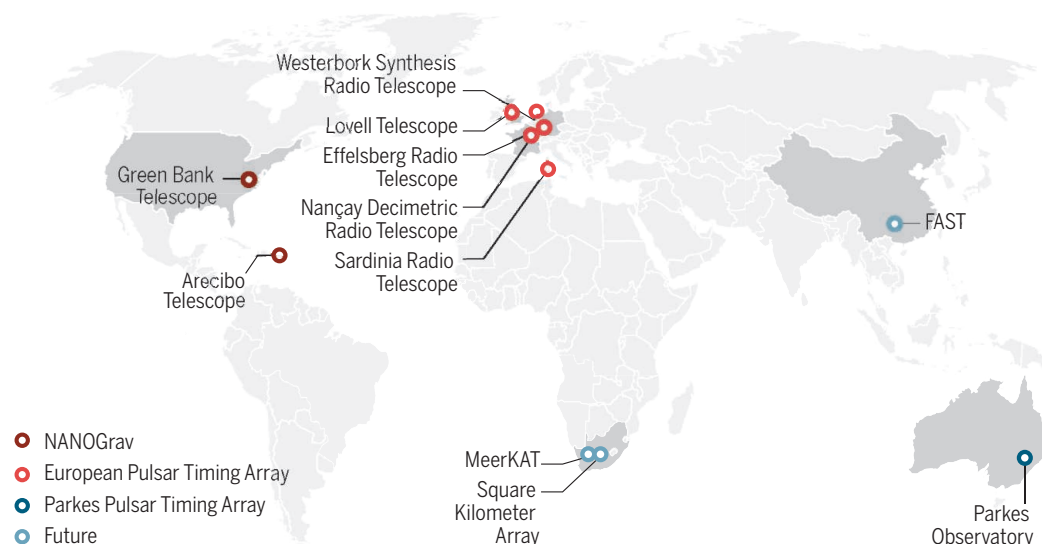 Westerbork Synthesis
Radio Telescope
Lovell Telescope
Effelsberg Radio
Telescope
Nançay Decimetric
Radio Telescope
Sardinia Radio
Telescope
Green Bank
Telescope
Arecibo
Telescope
FAST
MeerKAT
Square
Kilometer
Array
Parkes
Observatory
NANOGrav
European Pulsar Timing Array
Parkes Pulsar Timing Array
Future